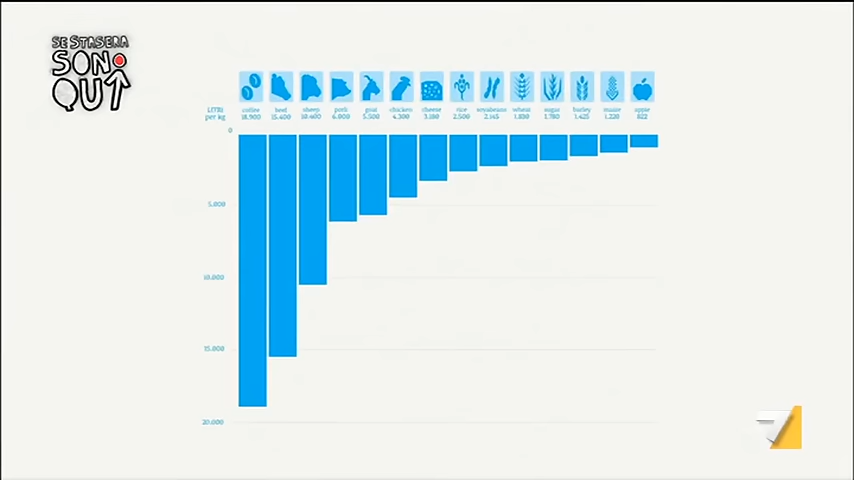 SE STASERA
SONO
QUI
LITRI
per kg
coffee
18.900
beef
15.400
sheep
10.400
pork
6.000
goat
5.500
chicken
4.300
cheese
3.180
rice
2.500
soyabeans
2.145
wheat
1.830
sugar
1.780
barley
1.425
maize
1.220
apple
822
0
5.000
10.000
15.000
20.000
7